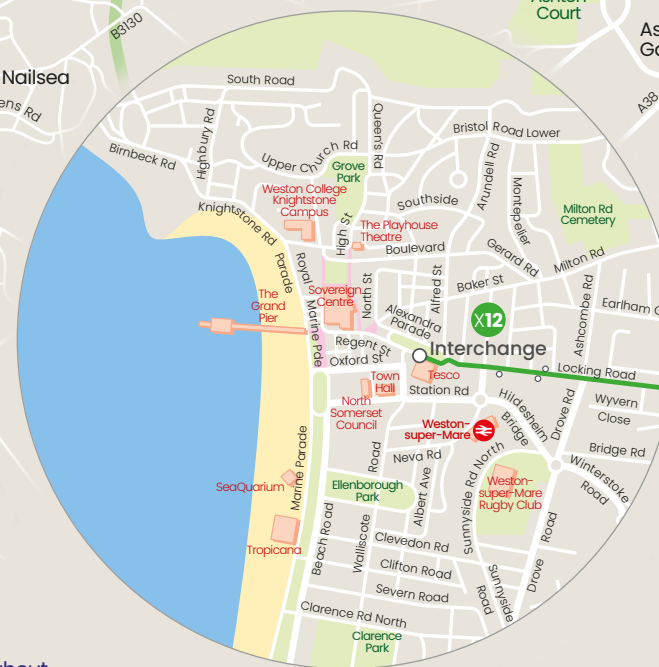 Ashton
Court
B3130
As
Go
Nailsea
ens Rd
A38
South Road
Queen's Rd
Bristol Road Lower
Highbury Rd
Birnbeck Rd
Upper Church Rd
Grove
Park
Arundell Rd
Montepelier
Southside
Weston College
Knightstone
Campus
Milton Rd
Cemetery
Knightstone Rd
High St
The Playhouse
Theatre
Boulevard
Gerard Rd
Milton Rd
Royal
Parade
Marine Pde
The
Grand
Pier
Sovereign
Centre
North St
Alfred St
Baker St
Ashcombe Rd
Earlham G
Alexandra
Parade
X12
Interchange
Regent St
Oxford St
Locking Road
Town
Hall
Tesco
Station Rd
North
Somerset
Council
Hildesheim
Bridge
Drove Rd
Wyvern
Close
Weston-
super-Mare
Neva Rd
Bridge Rd
Winterstoke
Road
Marine Parade
SeaQuarium
Ellenborough
Park
Road
Walliscote
Albert Ave
Sunnyside Rd North
Weston-
super-Mare
Rugby Club
Tropicana
Beach Road
Clevedon Rd
Clifton Road
Severn Road
Sunnyside
Road
Drove
Road
Clarence Rd North
Clarence
Park